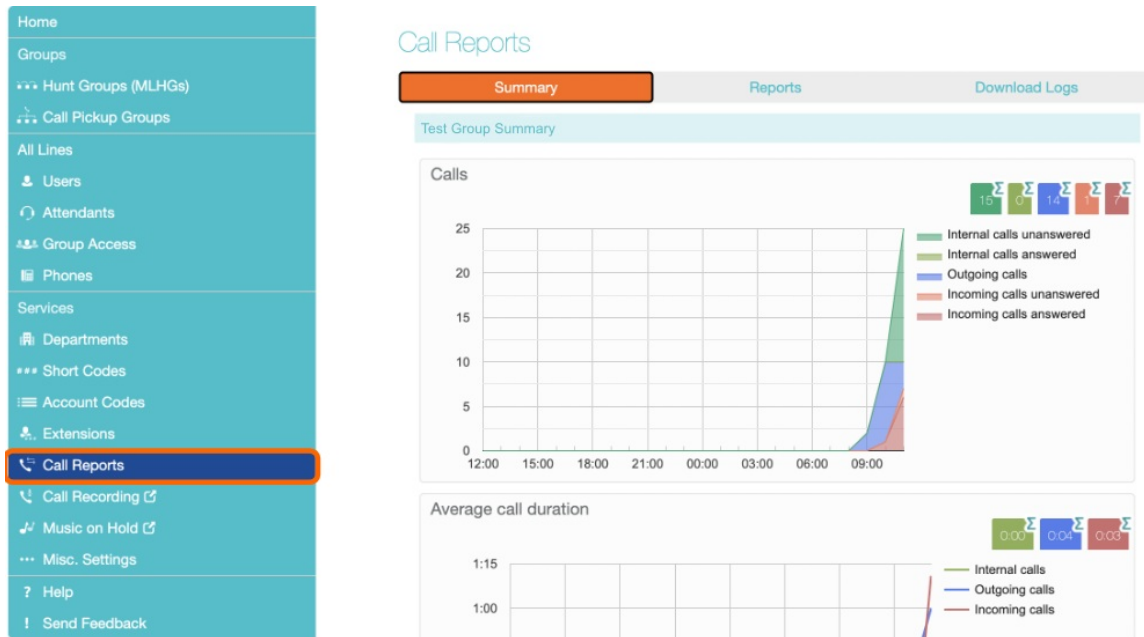 Home
Groups
Hunt Groups (MLHGs)
Call Pickup Groups
All Lines
Users
Attendants
Group Access
Phones
Services
Departments
### Short Codes
Account Codes
Extensions
Call Reports
Call Recording
Music on Hold
Misc. Settings
? Help
! Send Feedback
Call Reports
Summary Reports Download Logs
Test Group Summary
Calls
15 Σ 0 Σ 14 Σ 1 Σ 7 Σ
25
20
15
10
5
0
12:00 15:00 18:00 21:00 00:00 03:00 06:00 09:00
Internal calls unanswered
Internal calls answered
Outgoing calls
Incoming calls unanswered
Incoming calls answered
Average call duration
0:00 Σ 0:04 Σ 0:03 Σ
1:15
1:00
Internal calls
Outgoing calls
Incoming calls